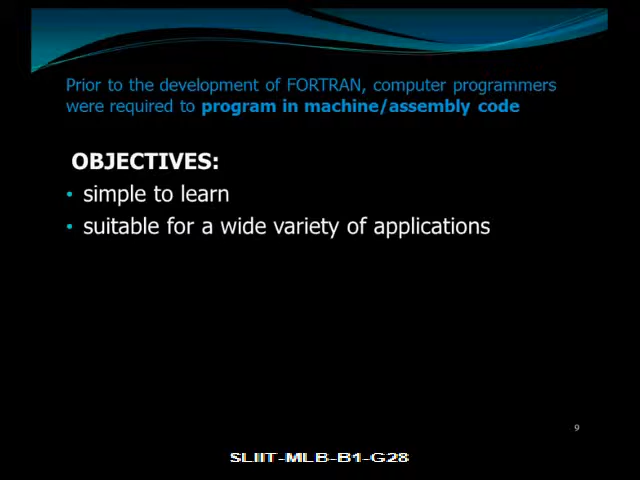 Prior to the development of FORTRAN, computer programmers
were required to program in machine/assembly code
OBJECTIVES:
• simple to learn
• suitable for a wide variety of applications
9
SLIIT-MLB-B1-G28